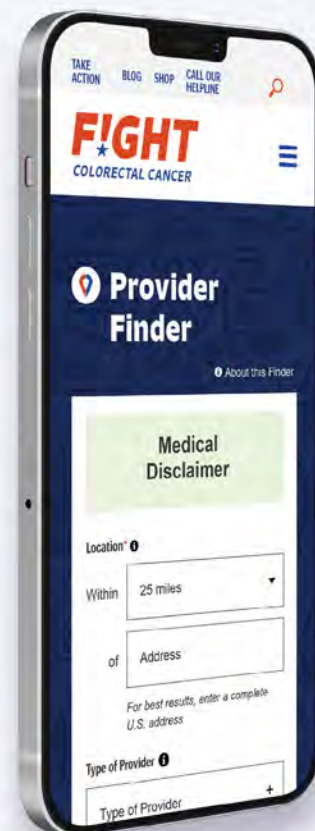 TAKE ACTION BLOG SHOP CALL OUR HELPLINE
F!GHT
COLORECTAL CANCER
Provider
Finder
About this Finder
Medical
Disclaimer
Location*
Within 25 miles
of Address
For best results, enter a complete
U.S. address
Type of Provider
Type of Provider +